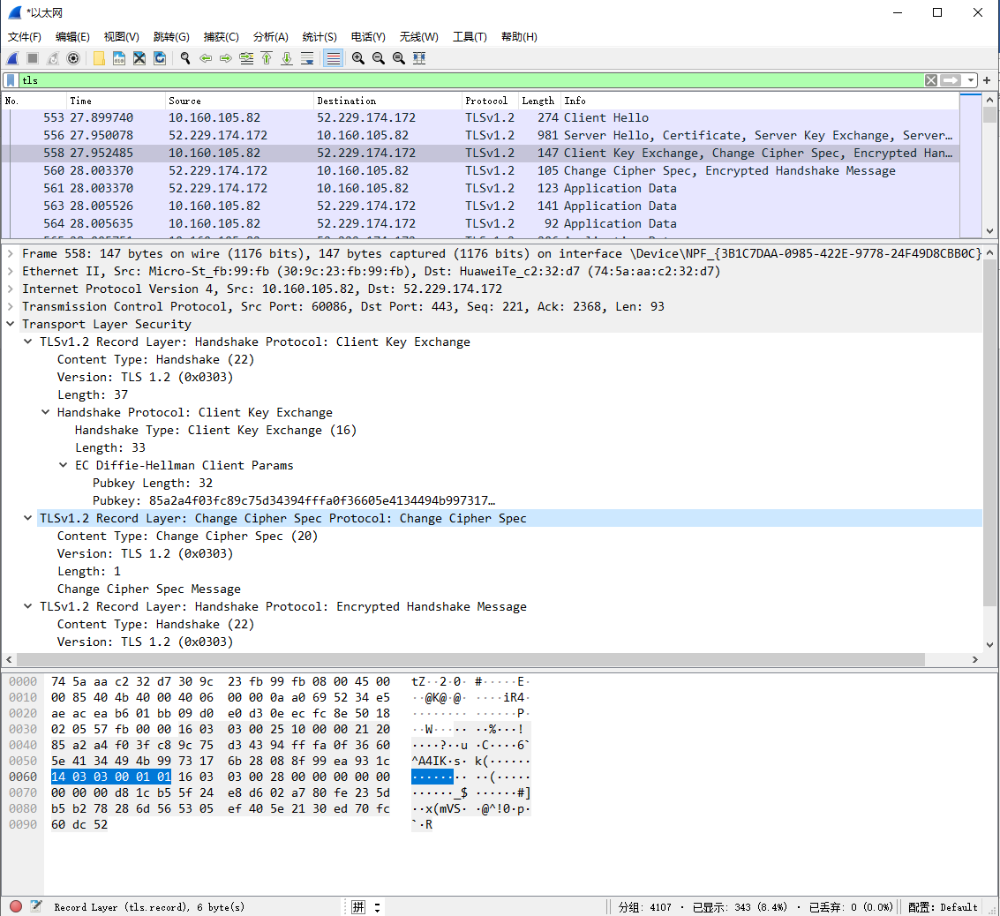 *以太网
文件(F) 编辑(E) 视图(V) 跳转(G) 捕获(C) 分析(A) 统计(S) 电话(Y) 无线(W) 工具(T) 帮助(H)
tls
No. Time Source Destination Protocol Length Info
553 27.899740 10.160.105.82 52.229.174.172 TLSv1.2 274 Client Hello
556 27.950078 52.229.174.172 10.160.105.82 TLSv1.2 981 Server Hello, Certificate, Server Key Exchange, Server…
558 27.952485 10.160.105.82 52.229.174.172 TLSv1.2 147 Client Key Exchange, Change Cipher Spec, Encrypted Han…
560 28.003370 52.229.174.172 10.160.105.82 TLSv1.2 105 Change Cipher Spec, Encrypted Handshake Message
561 28.003370 52.229.174.172 10.160.105.82 TLSv1.2 123 Application Data
563 28.005526 10.160.105.82 52.229.174.172 TLSv1.2 141 Application Data
564 28.005635 10.160.105.82 52.229.174.172 TLSv1.2 92 Application Data
Frame 558: 147 bytes on wire (1176 bits), 147 bytes captured (1176 bits) on interface \Device\NPF_{3B1C7DAA-0985-422E-9778-24F49D8CBB0C}
Ethernet II, Src: Micro-St_fb:99:fb (30:9c:23:fb:99:fb), Dst: HuaweiTe_c2:32:d7 (74:5a:aa:c2:32:d7)
Internet Protocol Version 4, Src: 10.160.105.82, Dst: 52.229.174.172
Transmission Control Protocol, Src Port: 60086, Dst Port: 443, Seq: 221, Ack: 2368, Len: 93
Transport Layer Security
TLSv1.2 Record Layer: Handshake Protocol: Client Key Exchange
Content Type: Handshake (22)
Version: TLS 1.2 (0x0303)
Length: 37
Handshake Protocol: Client Key Exchange
Handshake Type: Client Key Exchange (16)
Length: 33
EC Diffie-Hellman Client Params
Pubkey Length: 32
Pubkey: 85a2a4f03fc89c75d34394fffa0f36605e4134494b997317…
TLSv1.2 Record Layer: Change Cipher Spec Protocol: Change Cipher Spec
Content Type: Change Cipher Spec (20)
Version: TLS 1.2 (0x0303)
Length: 1
Change Cipher Spec Message
TLSv1.2 Record Layer: Handshake Protocol: Encrypted Handshake Message
Content Type: Handshake (22)
Version: TLS 1.2 (0x0303)
0000 74 5a aa c2 32 d7 30 9c 23 fb 99 fb 08 00 45 00 tZ··2·0· #·····E·
0010 00 85 40 4b 40 00 40 06 00 00 0a a0 69 52 34 e5 ··@K@·@· ····iR4·
0020 ae ac ea b6 01 bb 09 d0 e0 d3 0e ec fc 8e 50 18 ········ ······P·
0030 02 05 57 fb 00 00 16 03 03 00 25 10 00 00 21 20 ··W····· ··%···!
0040 85 a2 a4 f0 3f c8 9c 75 d3 43 94 ff fa 0f 36 60 ····?··u ·C····6`
0050 5e 41 34 49 4b 99 73 17 6b 28 08 8f 99 ea 93 1c ^A4IK·s· k(······
0060 14 03 03 00 01 01 16 03 03 00 28 00 00 00 00 00 ········ ··(·····
0070 00 00 00 d8 1c b5 5f 24 e8 d6 02 a7 80 fe 23 5d ······_$ ······#]
0080 b5 b2 78 28 6d 56 53 05 ef 40 5e 21 30 ed 70 fc ··x(mVS· ·@^!0·p·
0090 60 dc 52 `·R
Record Layer (tls.record), 6 byte(s) 拼 分组: 4107 · 已显示: 343 (8.4%) · 已丢弃: 0 (0.0%) 配置: Default